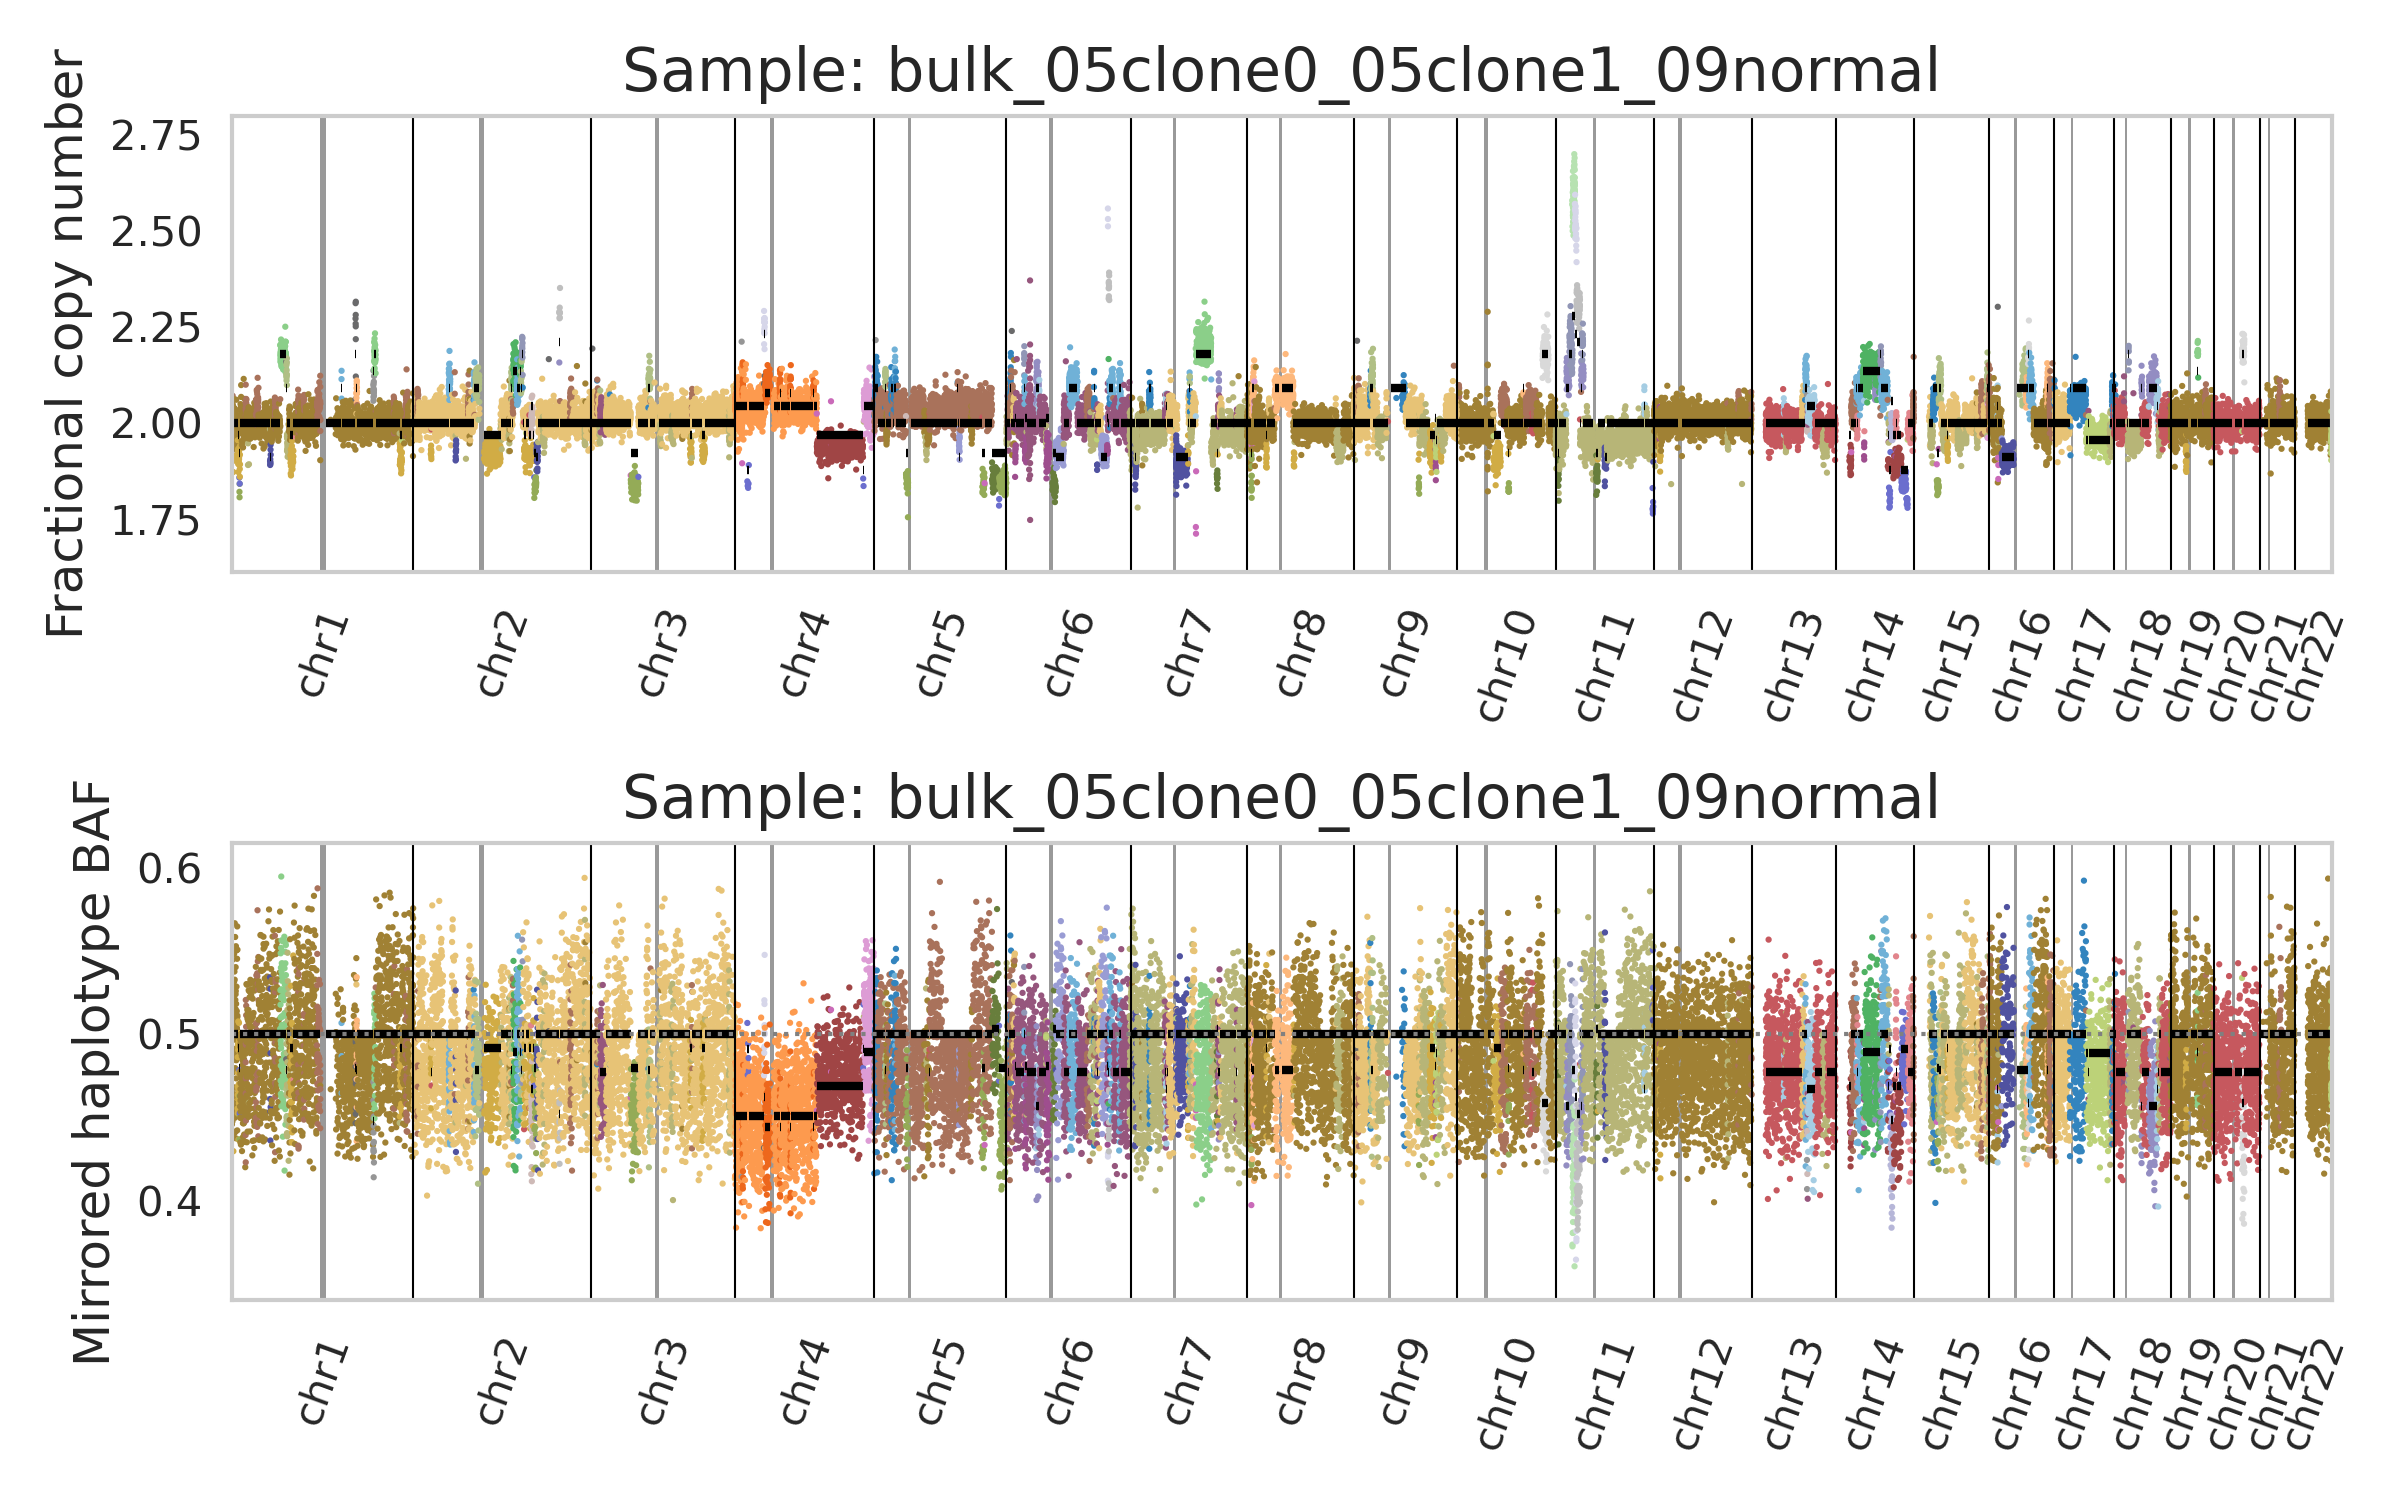 Sample: bulk_05clone0_05clone1_09normal
Fractional copy number
2.75
2.50
2.25
2.00
1.75
chr1 chr2 chr3 chr4 chr5 chr6 chr7 chr8 chr9 chr10 chr11 chr12 chr13 chr14 chr15 chr16 chr17 chr18 chr19 chr20 chr21 chr22
Sample: bulk_05clone0_05clone1_09normal
Mirrored haplotype BAF
0.6
0.5
0.4
chr1 chr2 chr3 chr4 chr5 chr6 chr7 chr8 chr9 chr10 chr11 chr12 chr13 chr14 chr15 chr16 chr17 chr18 chr19 chr20 chr21 chr22